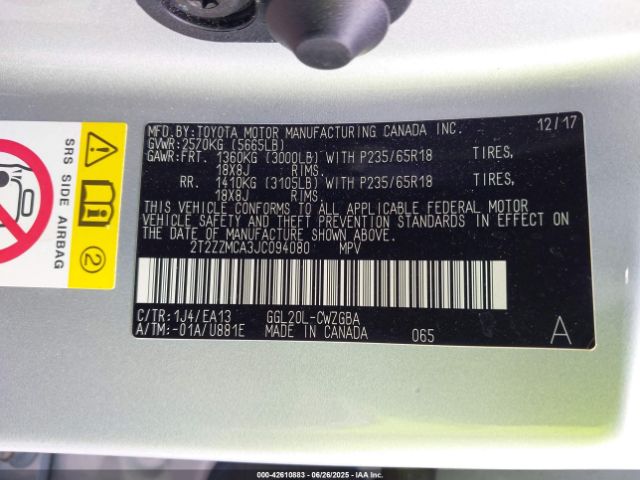 MFD.BY:TOYOTA MOTOR MANUFACTURING CANADA INC. 12/17
GVWR:2570KG (5665LB)
GAWR:FRT. 1360KG (3000LB) WITH P235/65R18 TIRES,
18X8J RIMS.
RR. 1410KG (3105LB) WITH P235/65R18 TIRES,
18X8J RIMS.
THIS VEHICLE CONFORMS TO ALL APPLICABLE FEDERAL MOTOR
VEHICLE SAFETY AND THEFT PREVENTION STANDARDS IN EFFECT ON
THE DATE OF MANUFACTURE SHOWN ABOVE.
2T2ZZMCA3JC094080 MPV
C/TR:1J4/EA13 GGL20L-CWZGBA
A/TM:-01A/U881E MADE IN CANADA 065 A
SRS SIDE AIRBAG
2
000-42610883 - 06/26/2025 - IAA Inc.